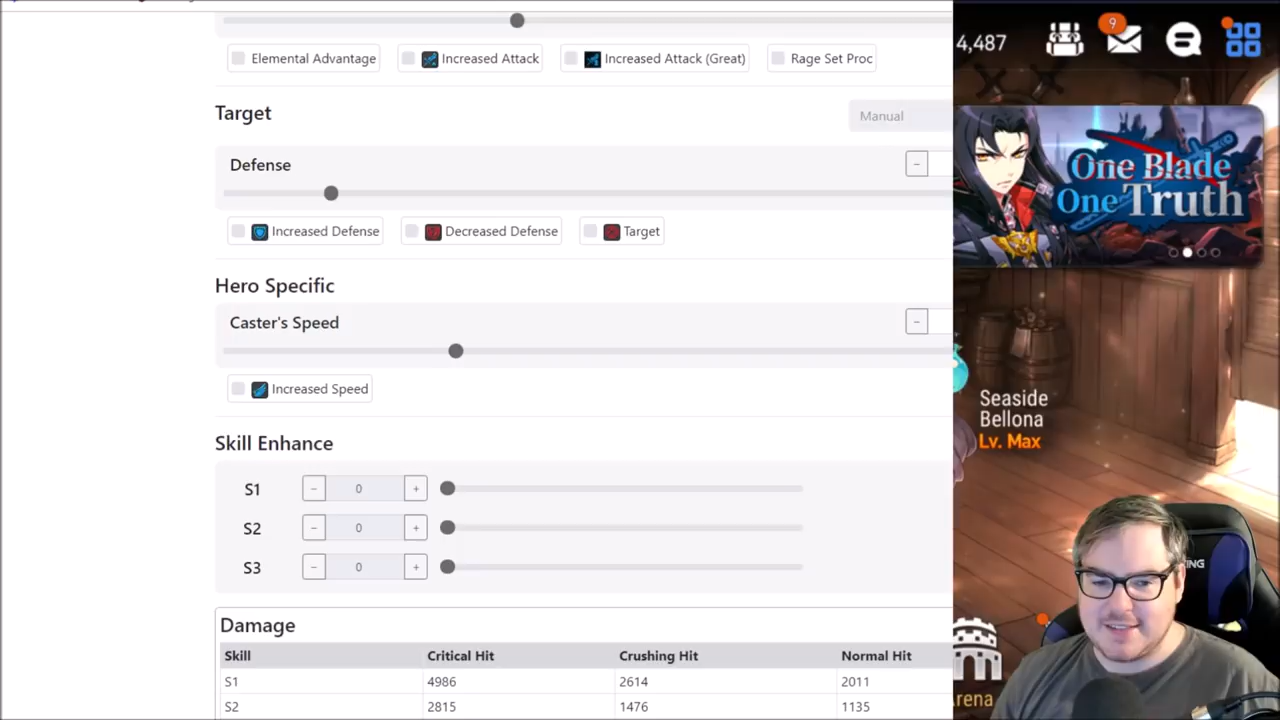 4,487
9
Elemental Advantage
Increased Attack
Increased Attack (Great)
Rage Set Proc
Target
Manual
One Blade
One Truth
Defense
−
Increased Defense
Decreased Defense
Target
Hero Specific
Caster's Speed
−
Increased Speed
Seaside
Bellona
Lv. Max
Skill Enhance
S1 − 0 +
S2 − 0 +
S3 − 0 +
Damage
Skill Critical Hit Crushing Hit Normal Hit
S1 4986 2614 2011
S2 2815 1476 1135
ING
rena